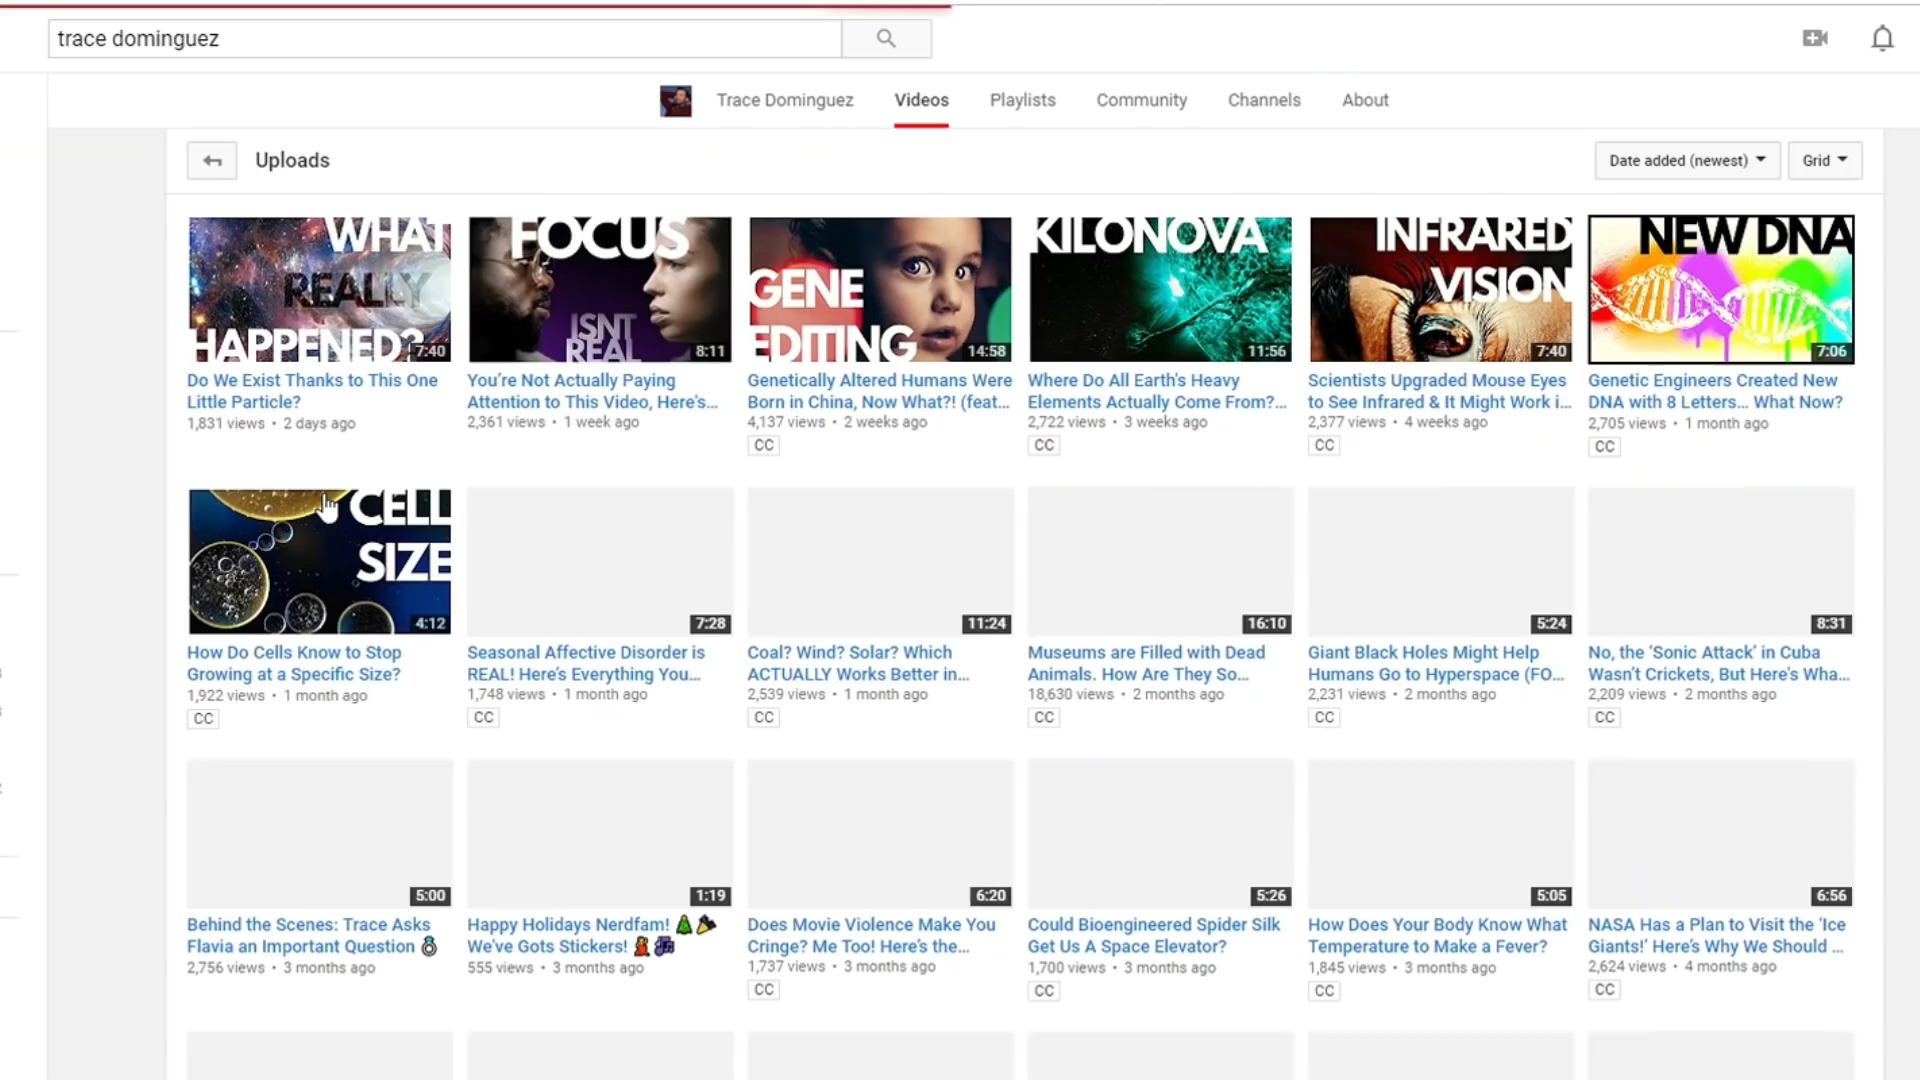 trace dominguez
Trace Dominguez
Videos
Playlists
Community
Channels
About
Uploads
Date added (newest)
Grid
WHAT
REALLY
HAPPENED?
7:40
Do We Exist Thanks to This One
Little Particle?
1,831 views • 2 days ago
FOCUS
ISNT
REAL
8:11
You’re Not Actually Paying
Attention to This Video, Here's...
2,361 views • 1 week ago
GENE
EDITING
14:58
Genetically Altered Humans Were
Born in China, Now What?! (feat...
4,137 views • 2 weeks ago
CC
KILONOVA
11:56
Where Do All Earth's Heavy
Elements Actually Come From?...
2,722 views • 3 weeks ago
CC
INFRARED
VISION
7:40
Scientists Upgraded Mouse Eyes
to See Infrared & It Might Work i...
2,377 views • 4 weeks ago
CC
NEW DNA
7:06
Genetic Engineers Created New
DNA with 8 Letters... What Now?
2,705 views • 1 month ago
CC
CELL
SIZE
4:12
How Do Cells Know to Stop
Growing at a Specific Size?
1,922 views • 1 month ago
CC
7:28
Seasonal Affective Disorder is
REAL! Here’s Everything You...
1,748 views • 1 month ago
CC
11:24
Coal? Wind? Solar? Which
ACTUALLY Works Better in...
2,539 views • 1 month ago
CC
16:10
Museums are Filled with Dead
Animals. How Are They So...
18,630 views • 2 months ago
CC
5:24
Giant Black Holes Might Help
Humans Go to Hyperspace (FO...
2,231 views • 2 months ago
CC
8:31
No, the ‘Sonic Attack’ in Cuba
Wasn’t Crickets, But Here's Wha...
2,209 views • 2 months ago
CC
5:00
Behind the Scenes: Trace Asks
Flavia an Important Question 💍
2,756 views • 3 months ago
1:19
Happy Holidays Nerdfam! 🎄🎉
We've Gots Stickers! 🤶🎶
555 views • 3 months ago
6:20
Does Movie Violence Make You
Cringe? Me Too! Here’s the...
1,737 views • 3 months ago
CC
5:26
Could Bioengineered Spider Silk
Get Us A Space Elevator?
1,700 views • 3 months ago
CC
5:05
How Does Your Body Know What
Temperature to Make a Fever?
1,845 views • 3 months ago
CC
6:56
NASA Has a Plan to Visit the ‘Ice
Giants!’ Here’s Why We Should ...
2,624 views • 4 months ago
CC